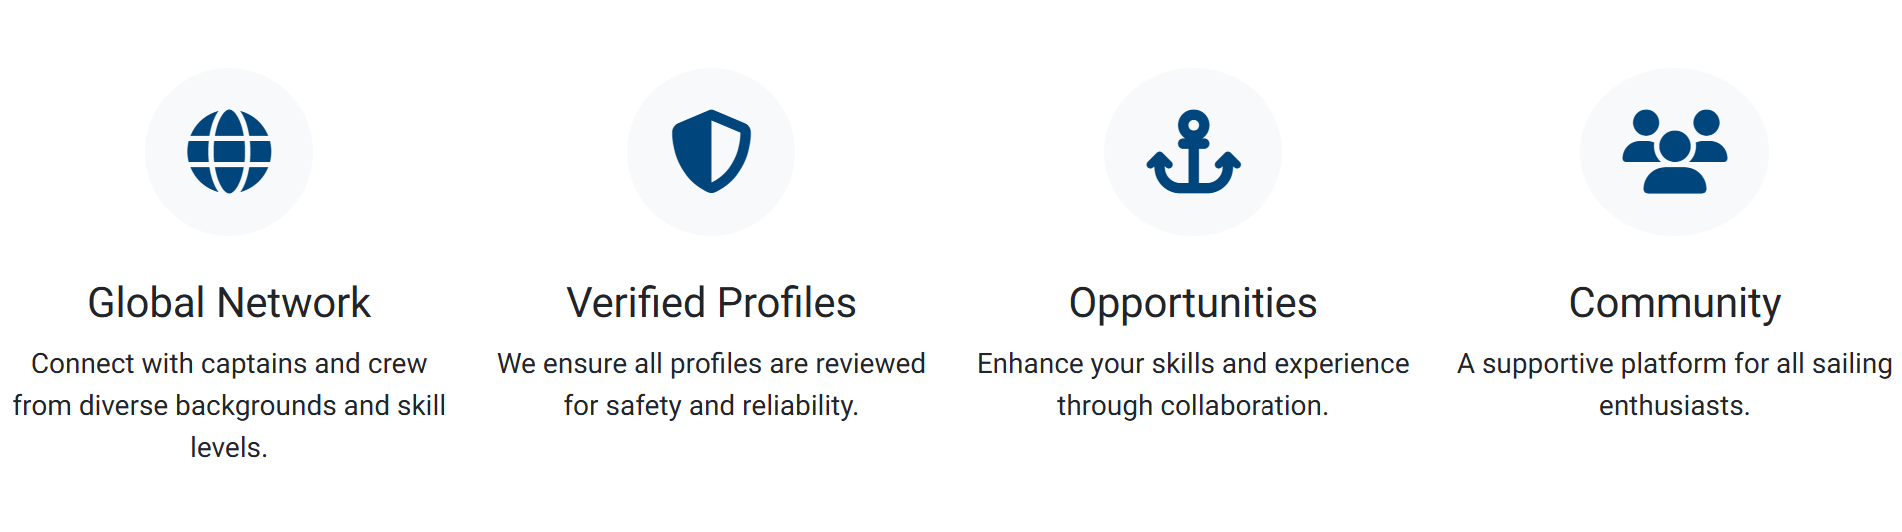 Global Network
Connect with captains and crew
from diverse backgrounds and skill
levels.
Verified Profiles
We ensure all profiles are reviewed
for safety and reliability.
Opportunities
Enhance your skills and experience
through collaboration.
Community
A supportive platform for all sailing
enthusiasts.